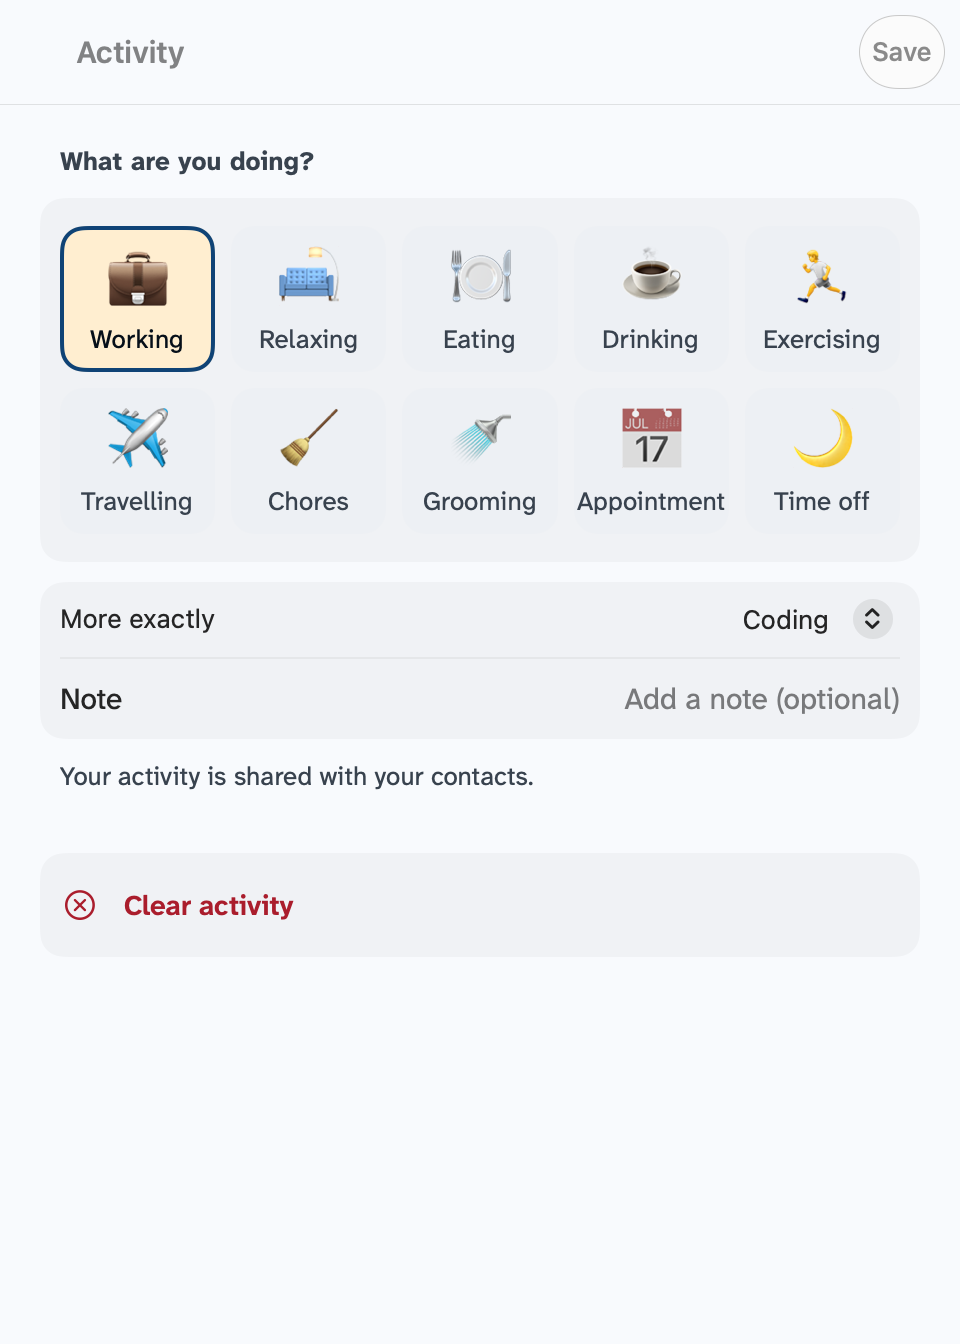 Activity
Save
What are you doing?
Working
Relaxing
Eating
Drinking
Exercising
JUL
17
Travelling
Chores
Grooming
Appointment
Time off
More exactly
Coding
Note
Add a note (optional)
Your activity is shared with your contacts.
Clear activity